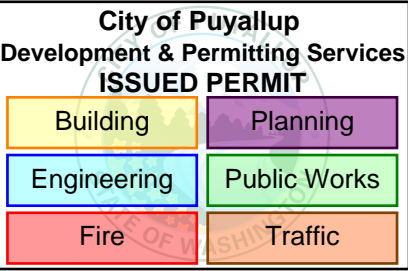 City of Puyallup
Development & Permitting Services
ISSUED PERMIT
Building Planning
Engineering Public Works
Fire Traffic